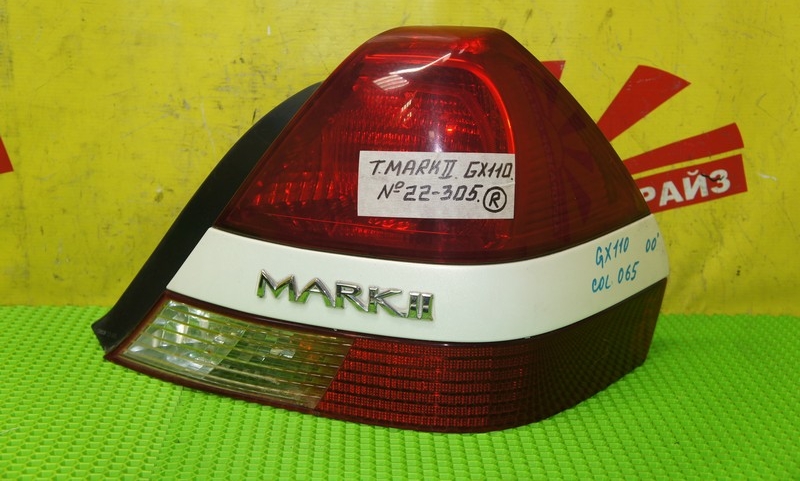 T.MARKII GX110.
№22-305. R
РАЙЗ
GX110 00'
COL 065
MARKII